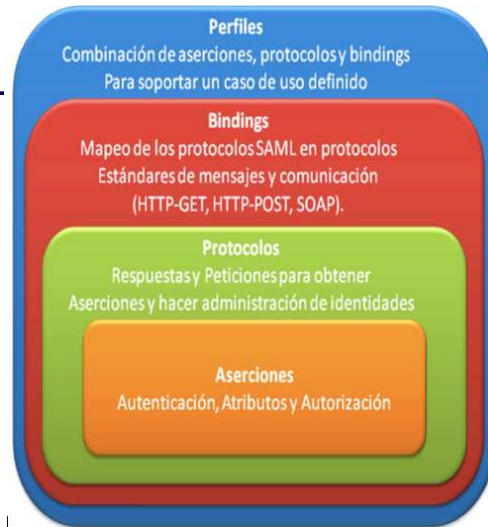 Perfiles
Combinación de aserciones, protocolos y bindings
Para soportar un caso de uso definido
Bindings
Mapeo de los protocolos SAML en protocolos
Estándares de mensajes y comunicación
(HTTP-GET, HTTP-POST, SOAP).
Protocolos
Respuestas y Peticiones para obtener
Aserciones y hacer administración de identidades
Aserciones
Autenticación, Atributos y Autorización